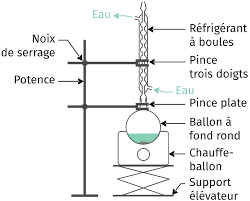 Eau
Noix
de serrage
Potence
Réfrigérant
à boules
Pince
trois doigts
Eau
Pince plate
Ballon à
fond rond
Chauffe-
ballon
Support
élévateur